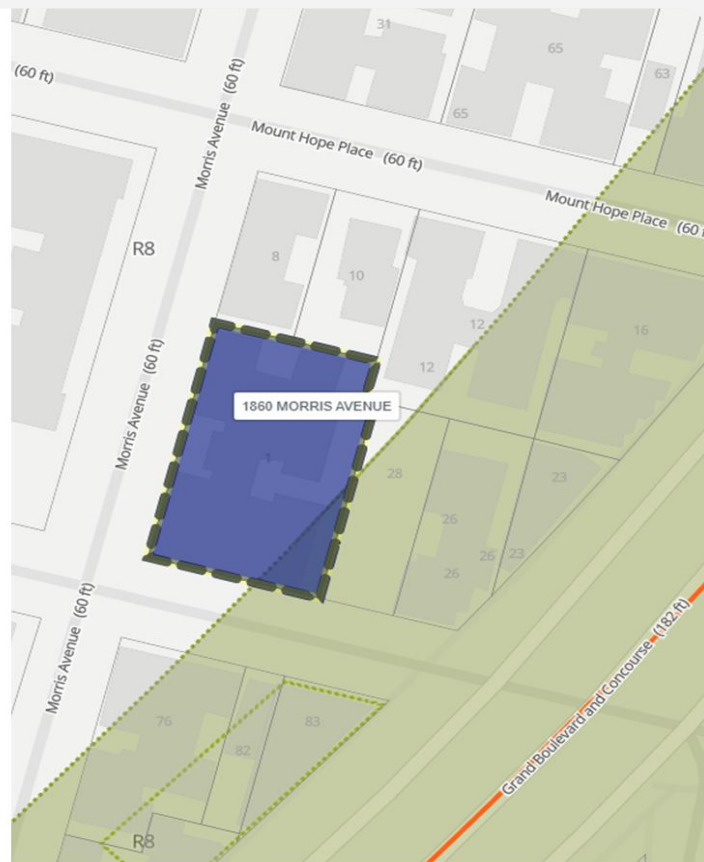 31
65
63
(60 ft)
Morris Avenue (60 ft)
65
Mount Hope Place (60 ft)
Mount Hope Place (60 f
R8
8
10
12
16
12
1860 MORRIS AVENUE
Morris Avenue (60 ft)
1
28
23
26
26
23
26
Morris Avenue (60 ft)
Grand Boulevard and Concourse (182 ft)
76
83
82
R8